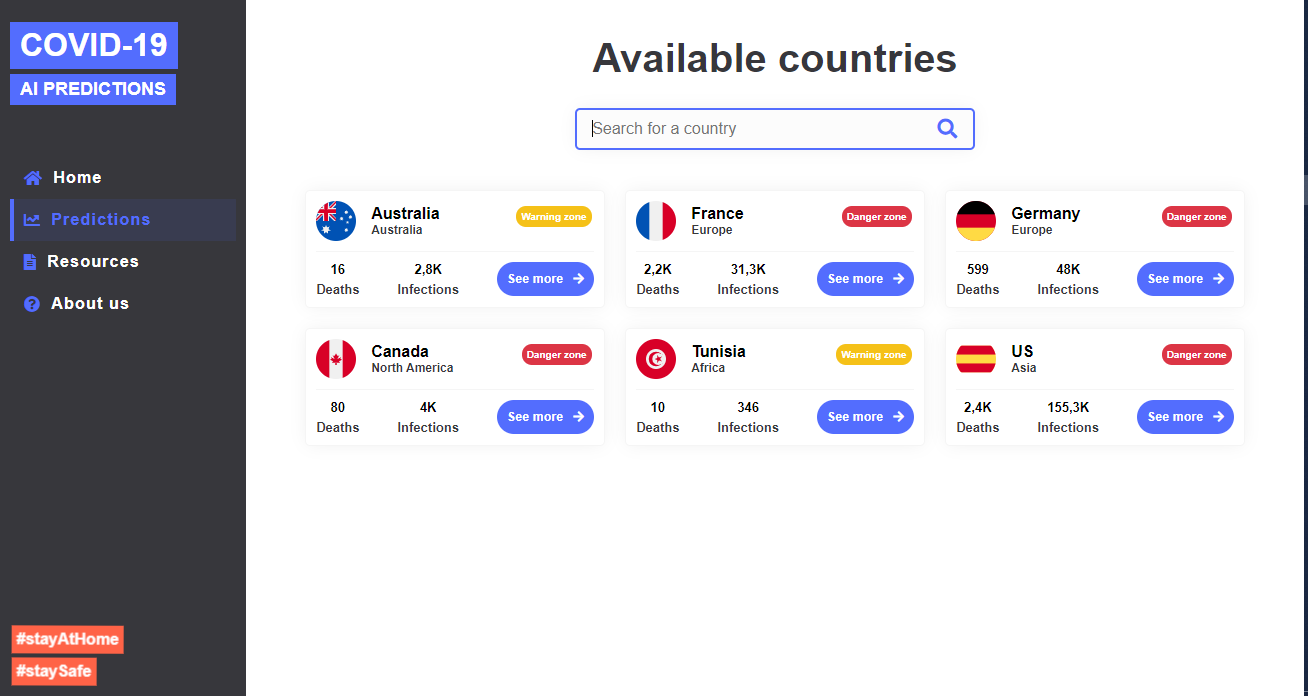 COVID-19
AI PREDICTIONS
Home
Predictions
Resources
About us
#stayAtHome
#staySafe
Available countries
Search for a country
Australia
Australia
Warning zone
16
Deaths
2,8K
Infections
See more
France
Europe
Danger zone
2,2K
Deaths
31,3K
Infections
See more
Germany
Europe
Danger zone
599
Deaths
48K
Infections
See more
Canada
North America
Danger zone
80
Deaths
4K
Infections
See more
Tunisia
Africa
Warning zone
10
Deaths
346
Infections
See more
US
Asia
Danger zone
2,4K
Deaths
155,3K
Infections
See more